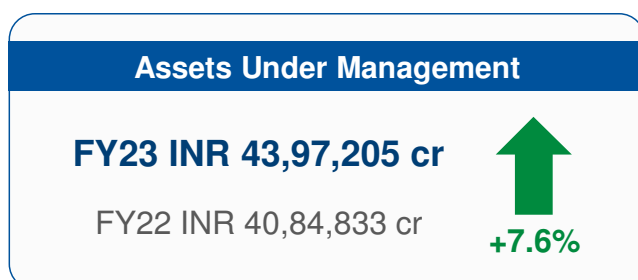 Assets Under Management
FY23 INR 43,97,205 cr
FY22 INR 40,84,833 cr
+7.6%